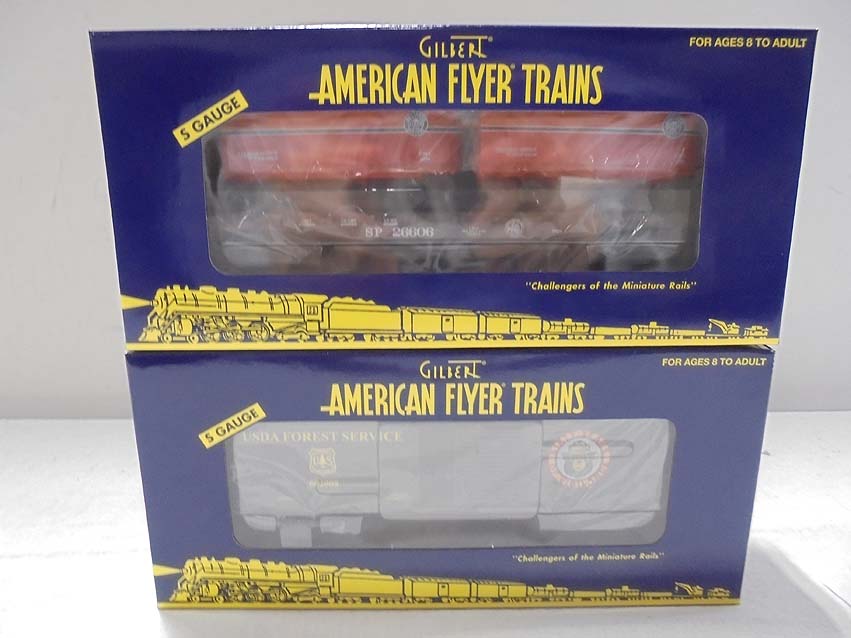 GILBERT®
AMERICAN FLYER® TRAINS
FOR AGES 8 TO ADULT
S GAUGE
SP 26606
"Challengers of the Miniature Rails"
GILBERT®
AMERICAN FLYER® TRAINS
FOR AGES 8 TO ADULT
S GAUGE
USDA FOREST SERVICE
U S
"Challengers of the Miniature Rails"